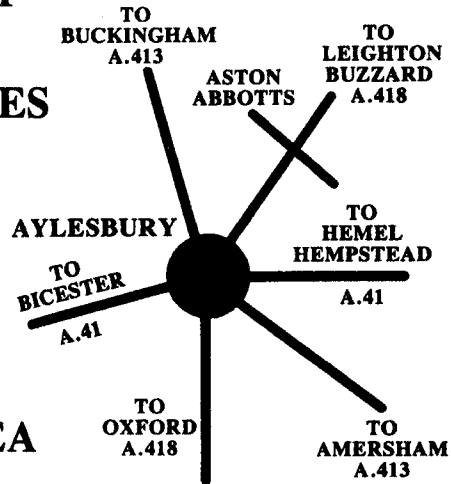 TO
BUCKINGHAM
A.413
TO
LEIGHTON
BUZZARD
A.418
ASTON
ABBOTTS
ES
AYLESBURY
TO
HEMEL
HEMPSTEAD
A.41
TO
BICESTER
A.41
TO
OXFORD
A.418
EA
TO
AMERSHAM
A.413